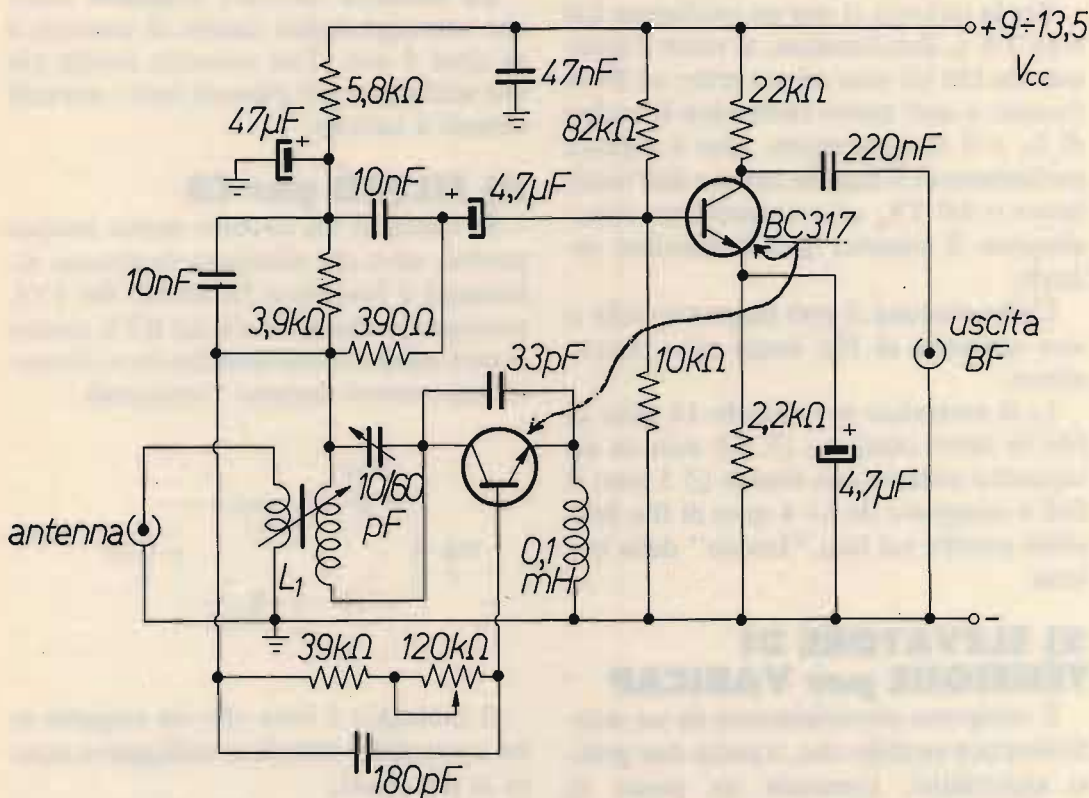 +9÷13,5
Vcc
5,8kΩ
47nF
22kΩ
82kΩ
47µF
+
220nF
10nF
+
4,7µF
BC317
10nF
3,9kΩ
390Ω
uscita
BF
33pF
10kΩ
10/60
pF
2,2kΩ
+
4,7µF
antenna
L1
0,1
mH
-
39kΩ
120kΩ
180pF